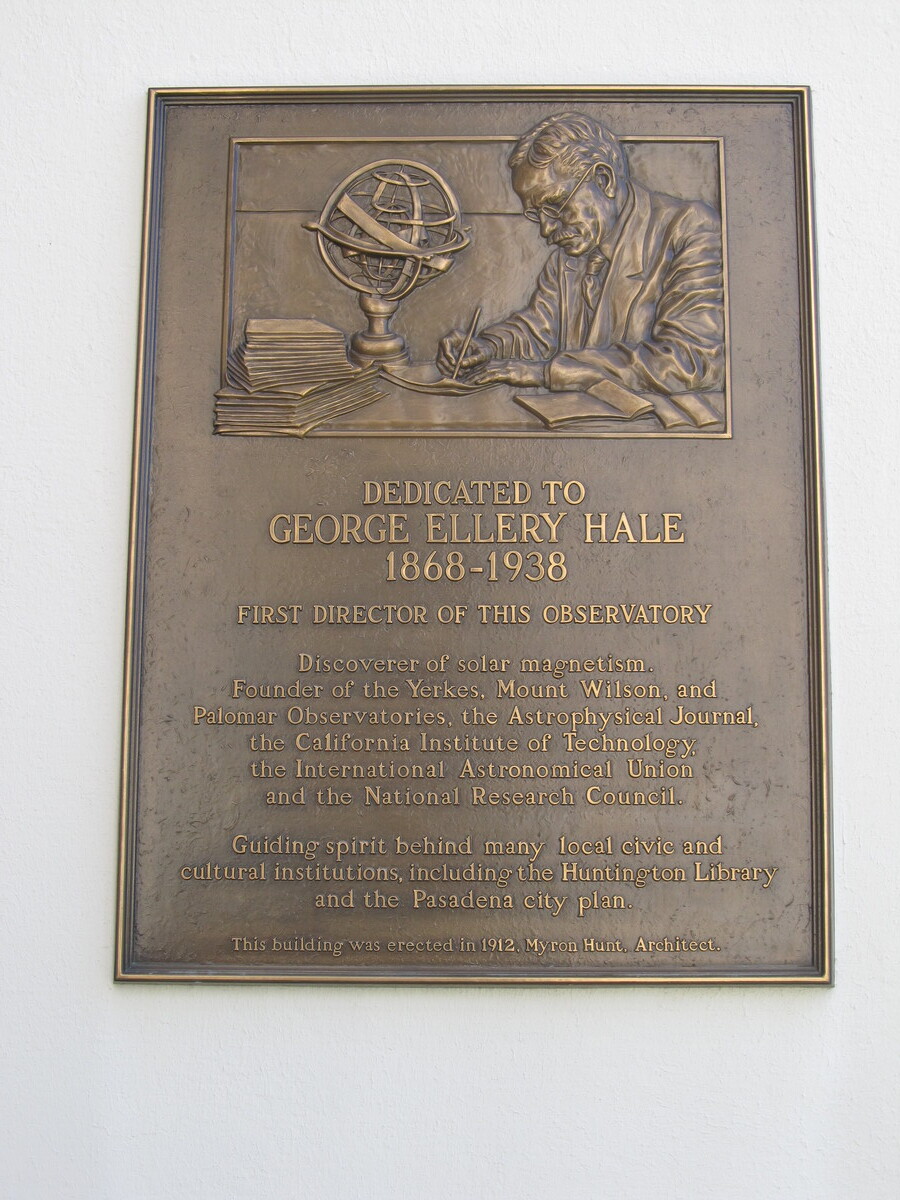 DEDICATED TO
GEORGE ELLERY HALE
1868-1938
FIRST DIRECTOR OF THIS OBSERVATORY
Discoverer of solar magnetism.
Founder of the Yerkes, Mount Wilson, and
Palomar Observatories, the Astrophysical Journal,
the California Institute of Technology,
the International Astronomical Union
and the National Research Council.
Guiding spirit behind many local civic and
cultural institutions, including the Huntington Library
and the Pasadena city plan.
This building was erected in 1912, Myron Hunt, Architect.